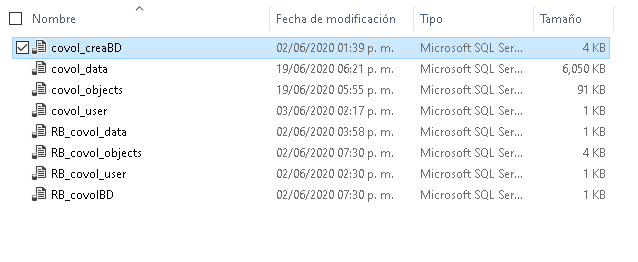 Nombre Fecha de modificación Tipo Tamaño
covol_creaBD 02/06/2020 01:39 p. m. Microsoft SQL Ser... 4 KB
covol_data 19/06/2020 06:21 p. m. Microsoft SQL Ser... 6,050 KB
covol_objects 19/06/2020 05:55 p. m. Microsoft SQL Ser... 91 KB
covol_user 03/06/2020 02:17 p. m. Microsoft SQL Ser... 1 KB
RB_covol_data 02/06/2020 03:58 p. m. Microsoft SQL Ser... 1 KB
RB_covol_objects 02/06/2020 07:30 p. m. Microsoft SQL Ser... 4 KB
RB_covol_user 02/06/2020 02:30 p. m. Microsoft SQL Ser... 1 KB
RB_covolBD 02/06/2020 07:30 p. m. Microsoft SQL Ser... 1 KB